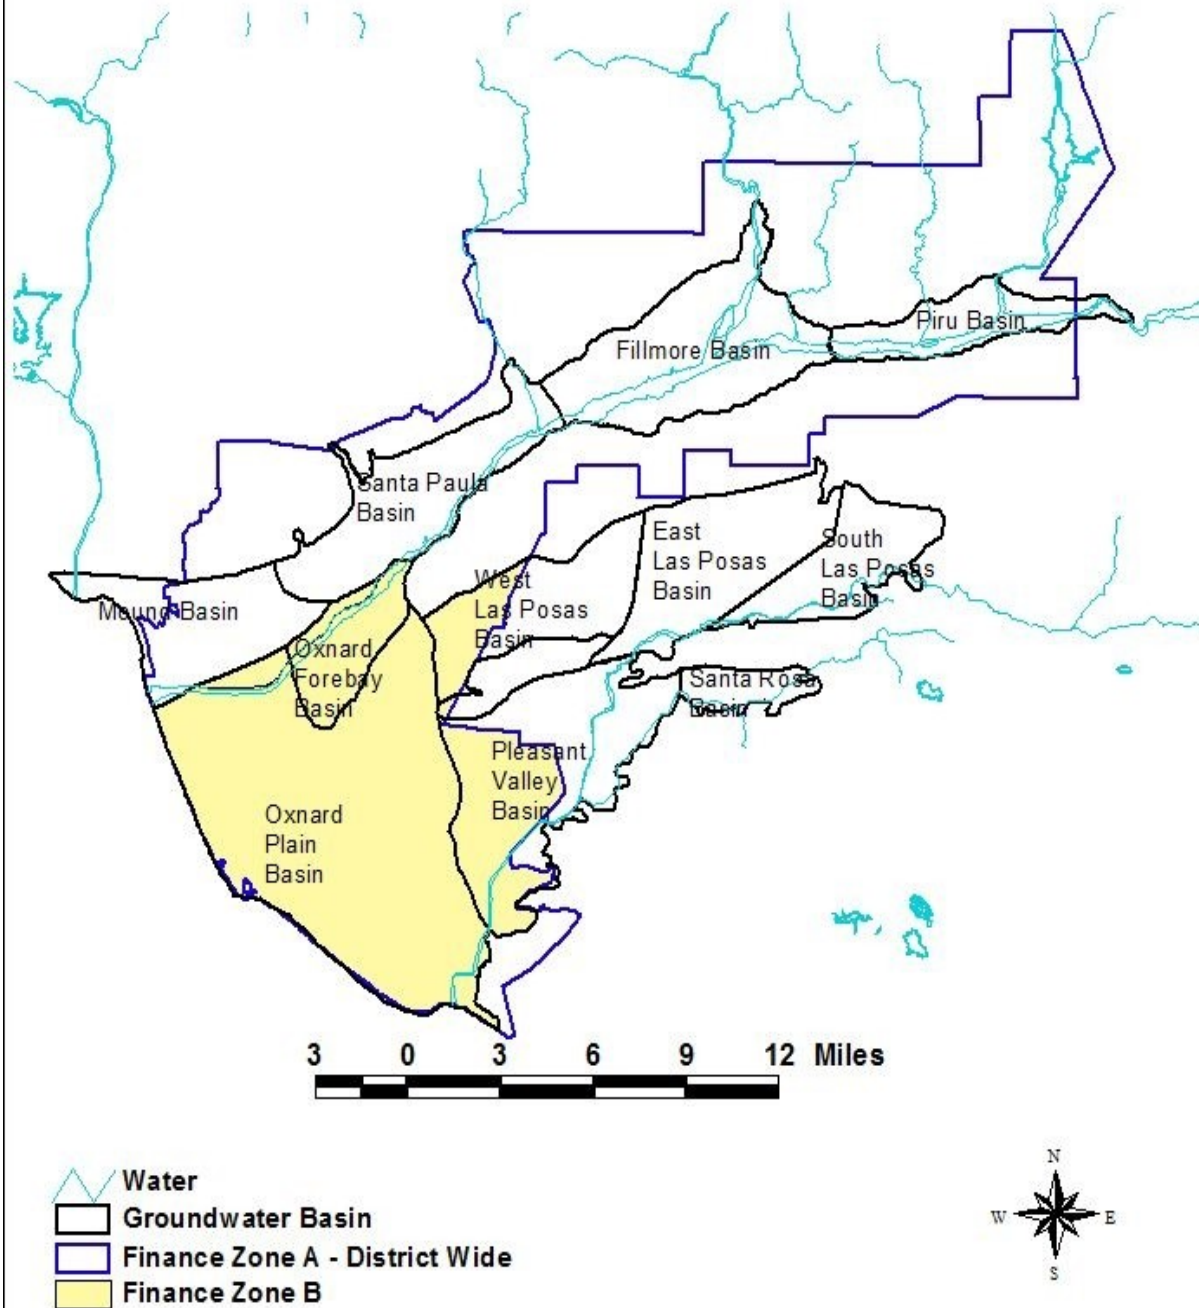 Piru Basin
Fillmore Basin
Santa Paula
Basin
East
Las Posas
Basin
South
Las Posas
Basin
West
Las Posas
Basin
Mound Basin
Oxnard
Forebay
Basin
Santa Rosa
Basin
Pleasant
Valley
Basin
Oxnard
Plain
Basin
3 0 3 6 9 12 Miles
Water
Groundwater Basin
Finance Zone A - District Wide
Finance Zone B
N
W E
S